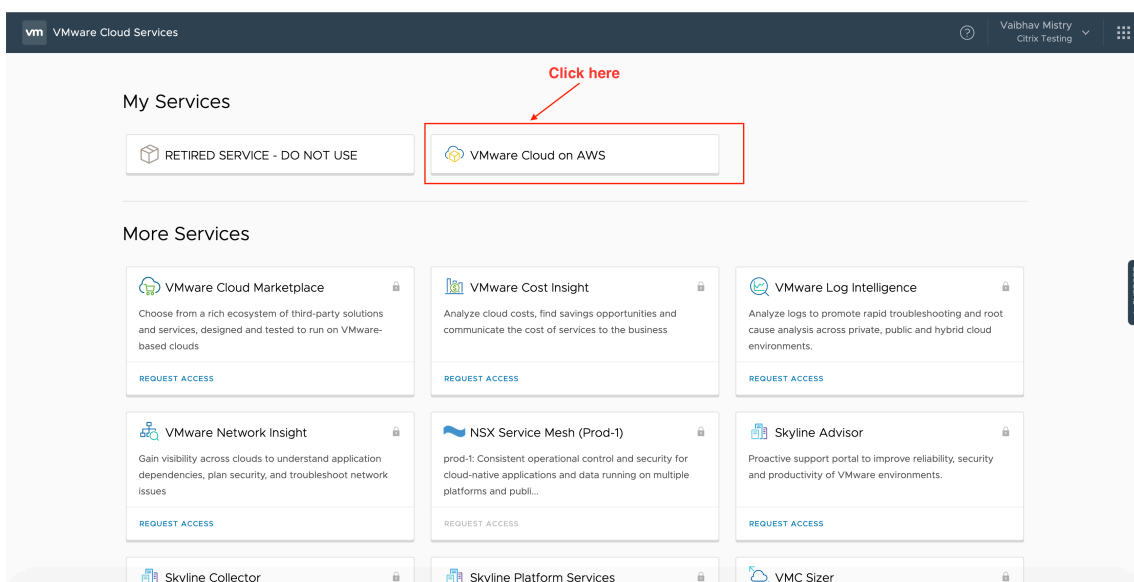 vm VMware Cloud Services
Vaibhav Mistry
Citrix Testing
Click here
My Services
RETIRED SERVICE - DO NOT USE
VMware Cloud on AWS
More Services
VMware Cloud Marketplace
Choose from a rich ecosystem of third-party solutions
and services, designed and tested to run on VMware-
based clouds
REQUEST ACCESS
VMware Cost Insight
Analyze cloud costs, find savings opportunities and
communicate the cost of services to the business
REQUEST ACCESS
VMware Log Intelligence
Analyze logs to promote rapid troubleshooting and root
cause analysis across private, public and hybrid cloud
environments.
REQUEST ACCESS
VMware Network Insight
Gain visibility across clouds to understand application
dependencies, plan security, and troubleshoot network
issues
REQUEST ACCESS
NSX Service Mesh (Prod-1)
prod-1: Consistent operational control and security for
cloud-native applications and data running on multiple
platforms and publi...
REQUEST ACCESS
Skyline Advisor
Proactive support portal to improve reliability, security
and productivity of VMware environments.
REQUEST ACCESS
Skyline Collector
Skyline Platform Services
VMC Sizer